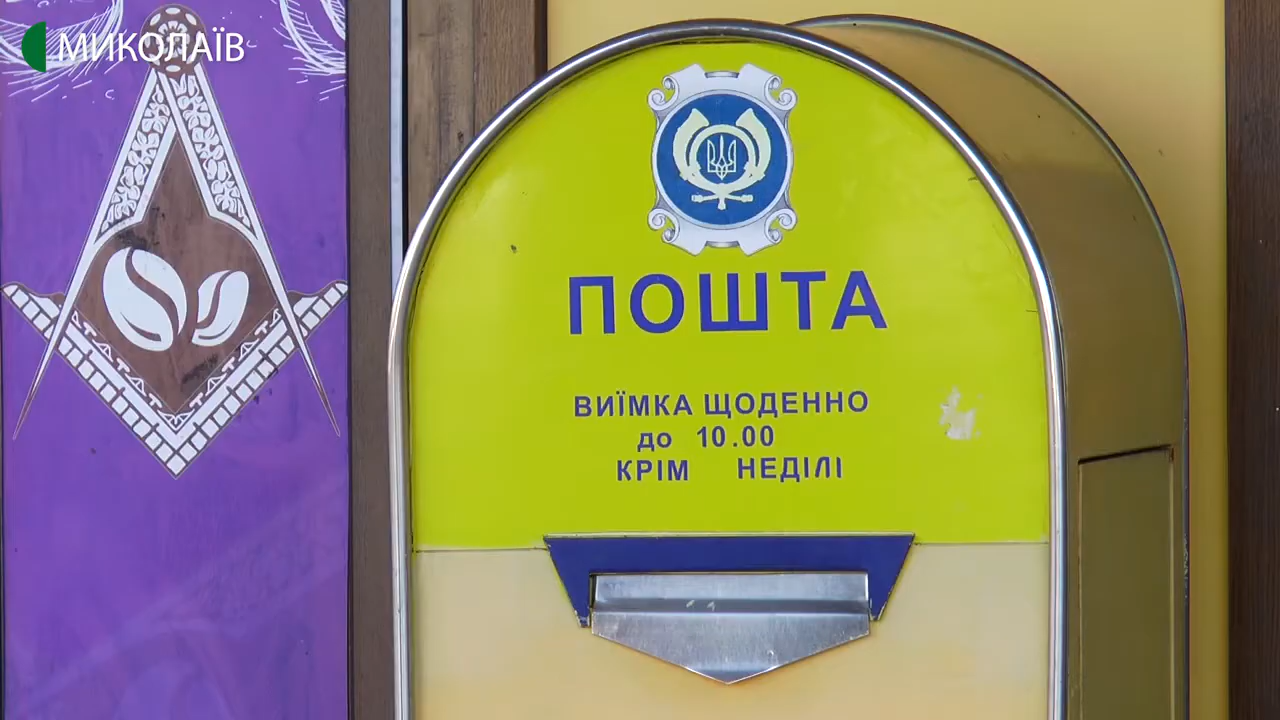 МИКОЛАЇВ
ПОШТА
ВИЇМКА ЩОДЕННО
до 10.00
КРІМ НЕДІЛІ